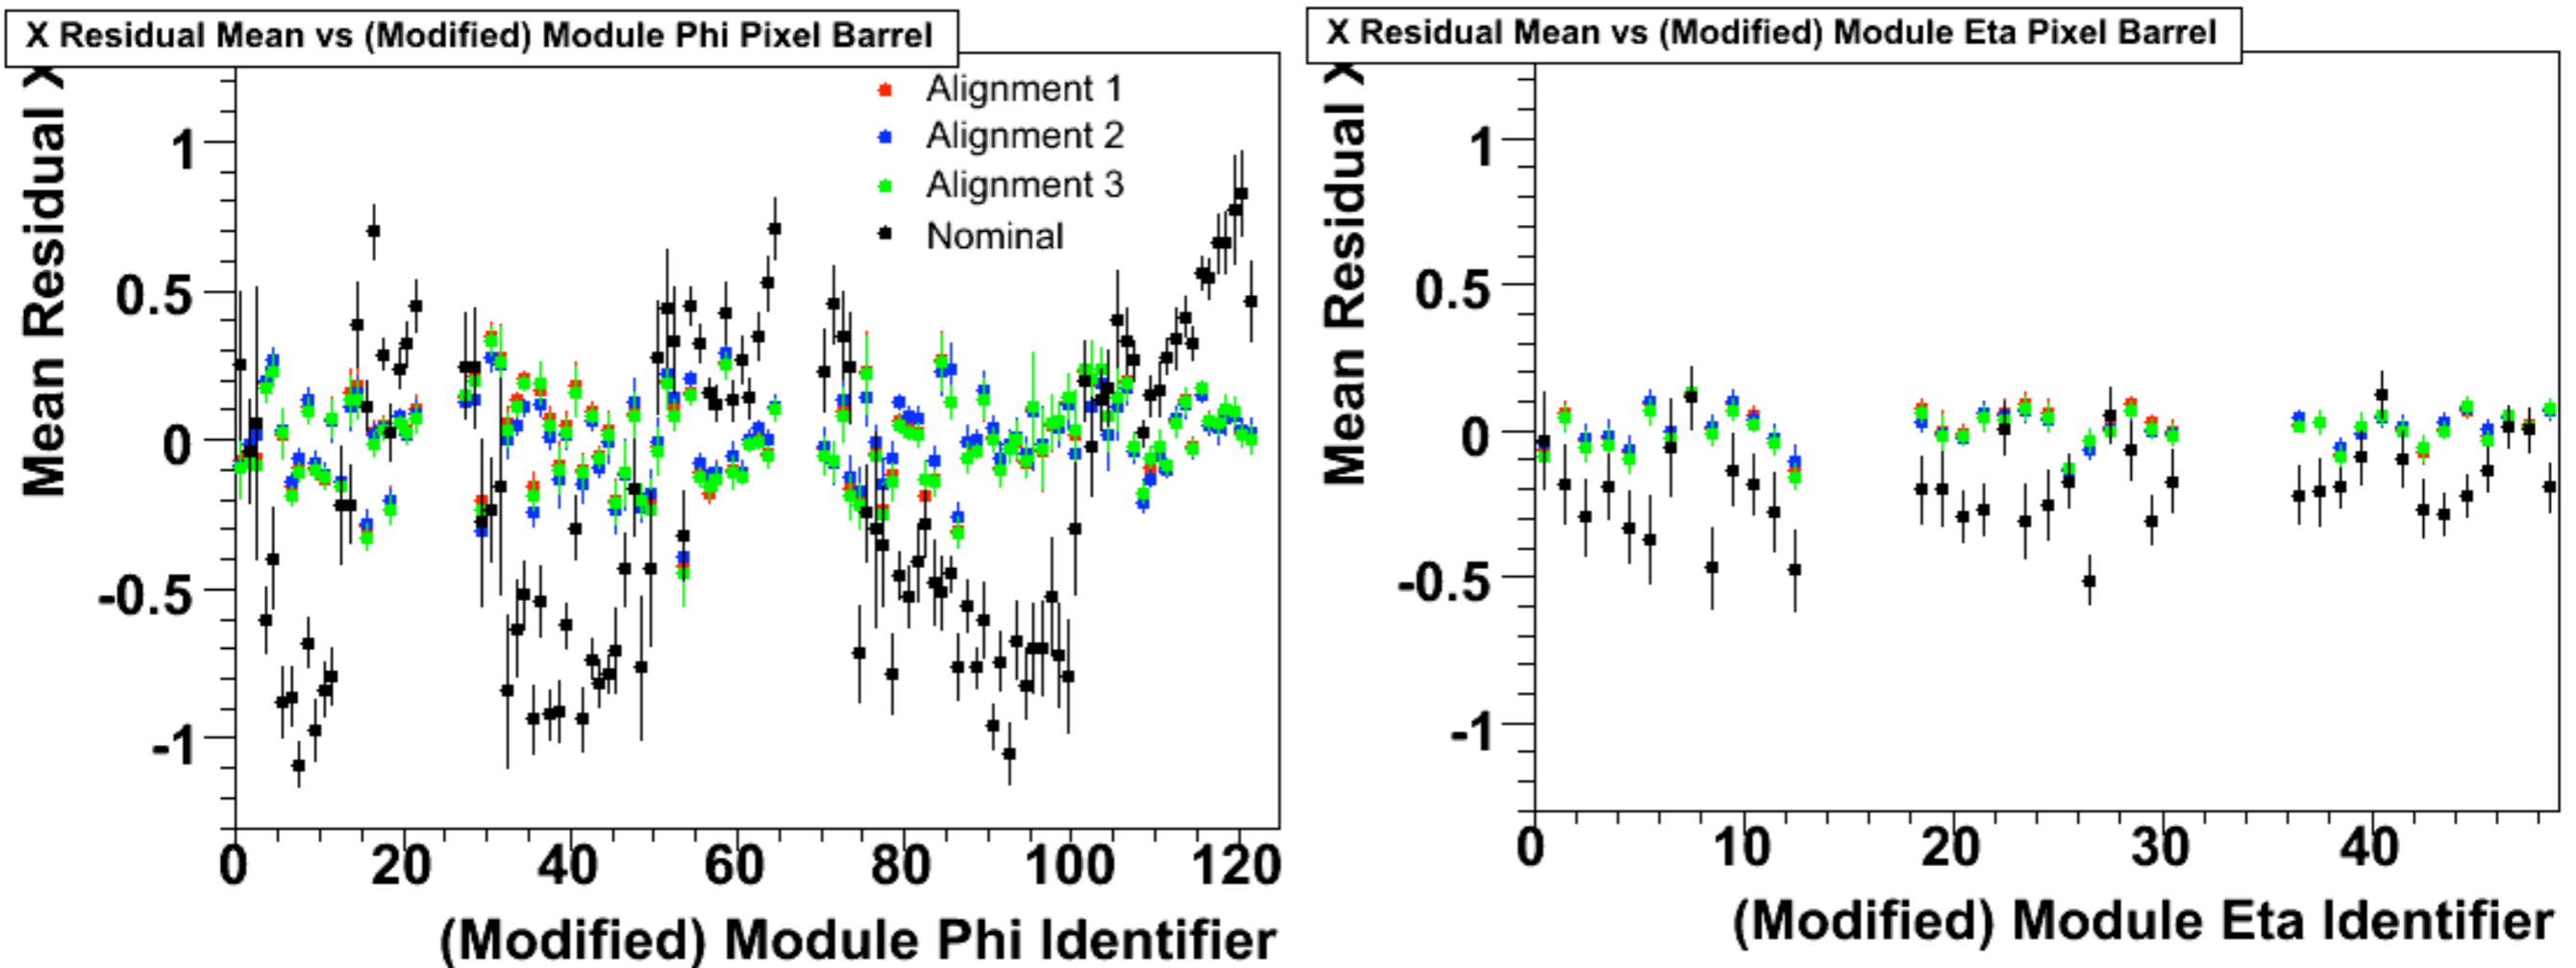 X Residual Mean vs (Modified) Module Phi Pixel Barrel
Mean Residual X
Alignment 1
Alignment 2
Alignment 3
Nominal
1
0.5
0
-0.5
-1
0 20 40 60 80 100 120
(Modified) Module Phi Identifier
X Residual Mean vs (Modified) Module Eta Pixel Barrel
Mean Residual X
1
0.5
0
-0.5
-1
0 10 20 30 40
(Modified) Module Eta Identifier